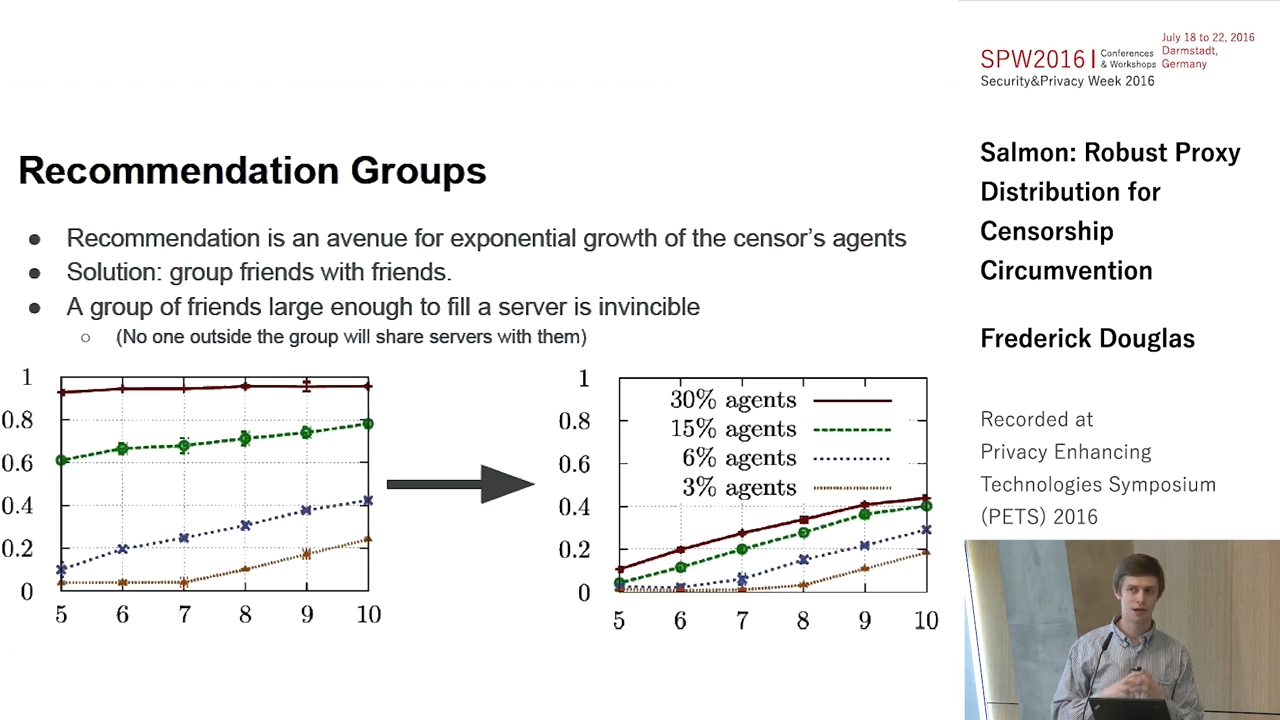 SPW2016 | Conferences & Workshops
July 18 to 22, 2016
Darmstadt,
Germany
Security&Privacy Week 2016
Recommendation Groups
● Recommendation is an avenue for exponential growth of the censor's agents
● Solution: group friends with friends.
● A group of friends large enough to fill a server is invincible
○ (No one outside the group will share servers with them)
1
0.8
0.6
0.4
0.2
0
5 6 7 8 9 10
1
0.8
0.6
0.4
0.2
0
30% agents
15% agents
6% agents
3% agents
5 6 7 8 9 10
Salmon: Robust Proxy
Distribution for
Censorship
Circumvention
Frederick Douglas
Recorded at
Privacy Enhancing
Technologies Symposium
(PETS) 2016